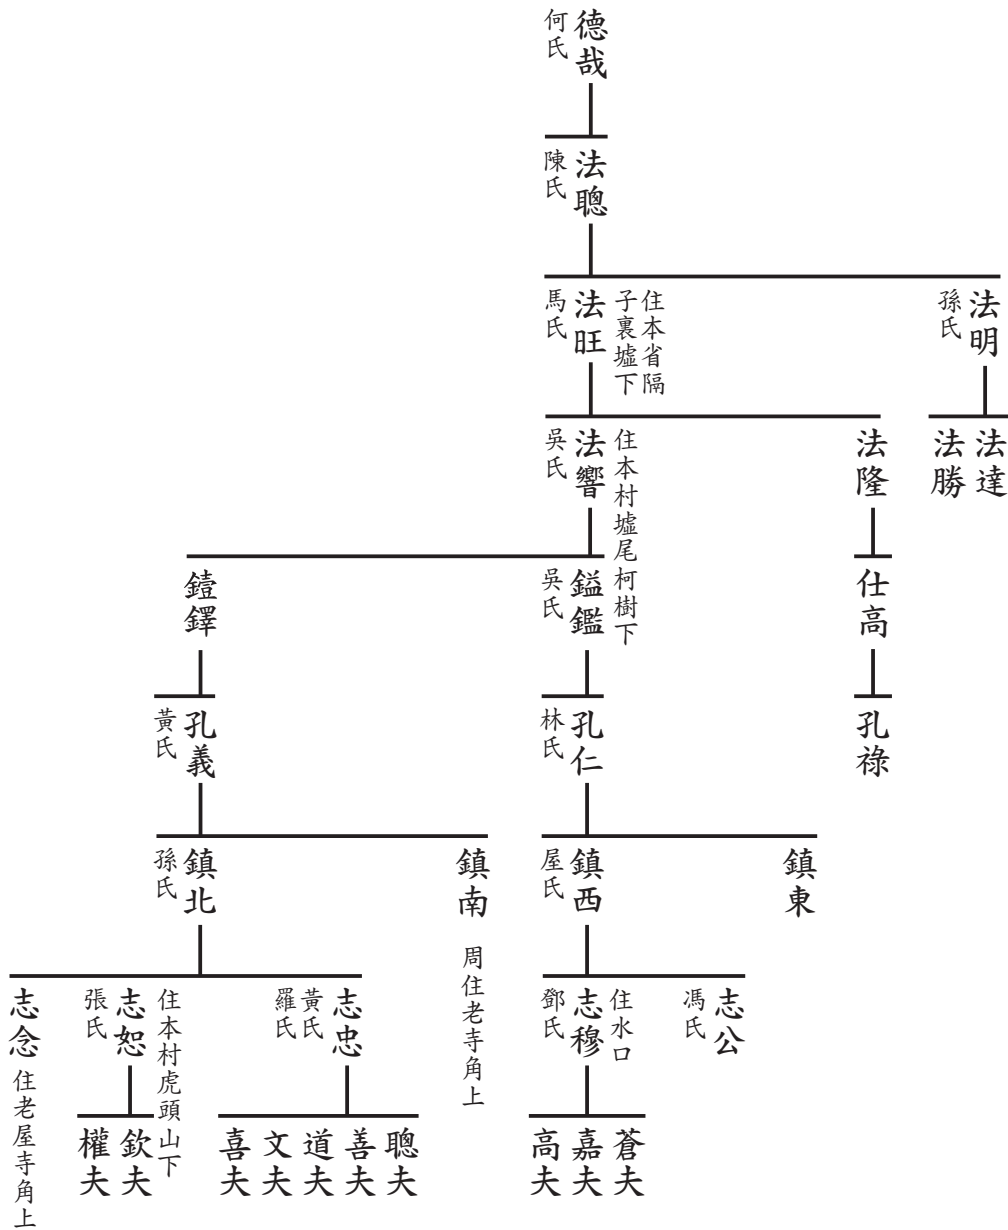 德哉
何氏
法聰
陳氏
法明
孫氏
住本省隔
子裏墟下
法旺
馬氏
法達
法勝
法隆
住本村墟尾柯樹下
法響
吳氏
仕高
鎰鑑
吳氏
鐿鐸
孔祿
孔仁
林氏
孔義
黃氏
鎮東
鎮西
屋氏
鎮南
周住老寺角上
鎮北
孫氏
志公
馮氏
住水口
志穆
鄧氏
志忠
黃氏
羅氏
住本村虎頭山下
志恕
張氏
志念
住老屋寺角上
蒼夫
嘉夫
高夫
聰夫
善夫
道夫
文夫
喜夫
欽夫
權夫